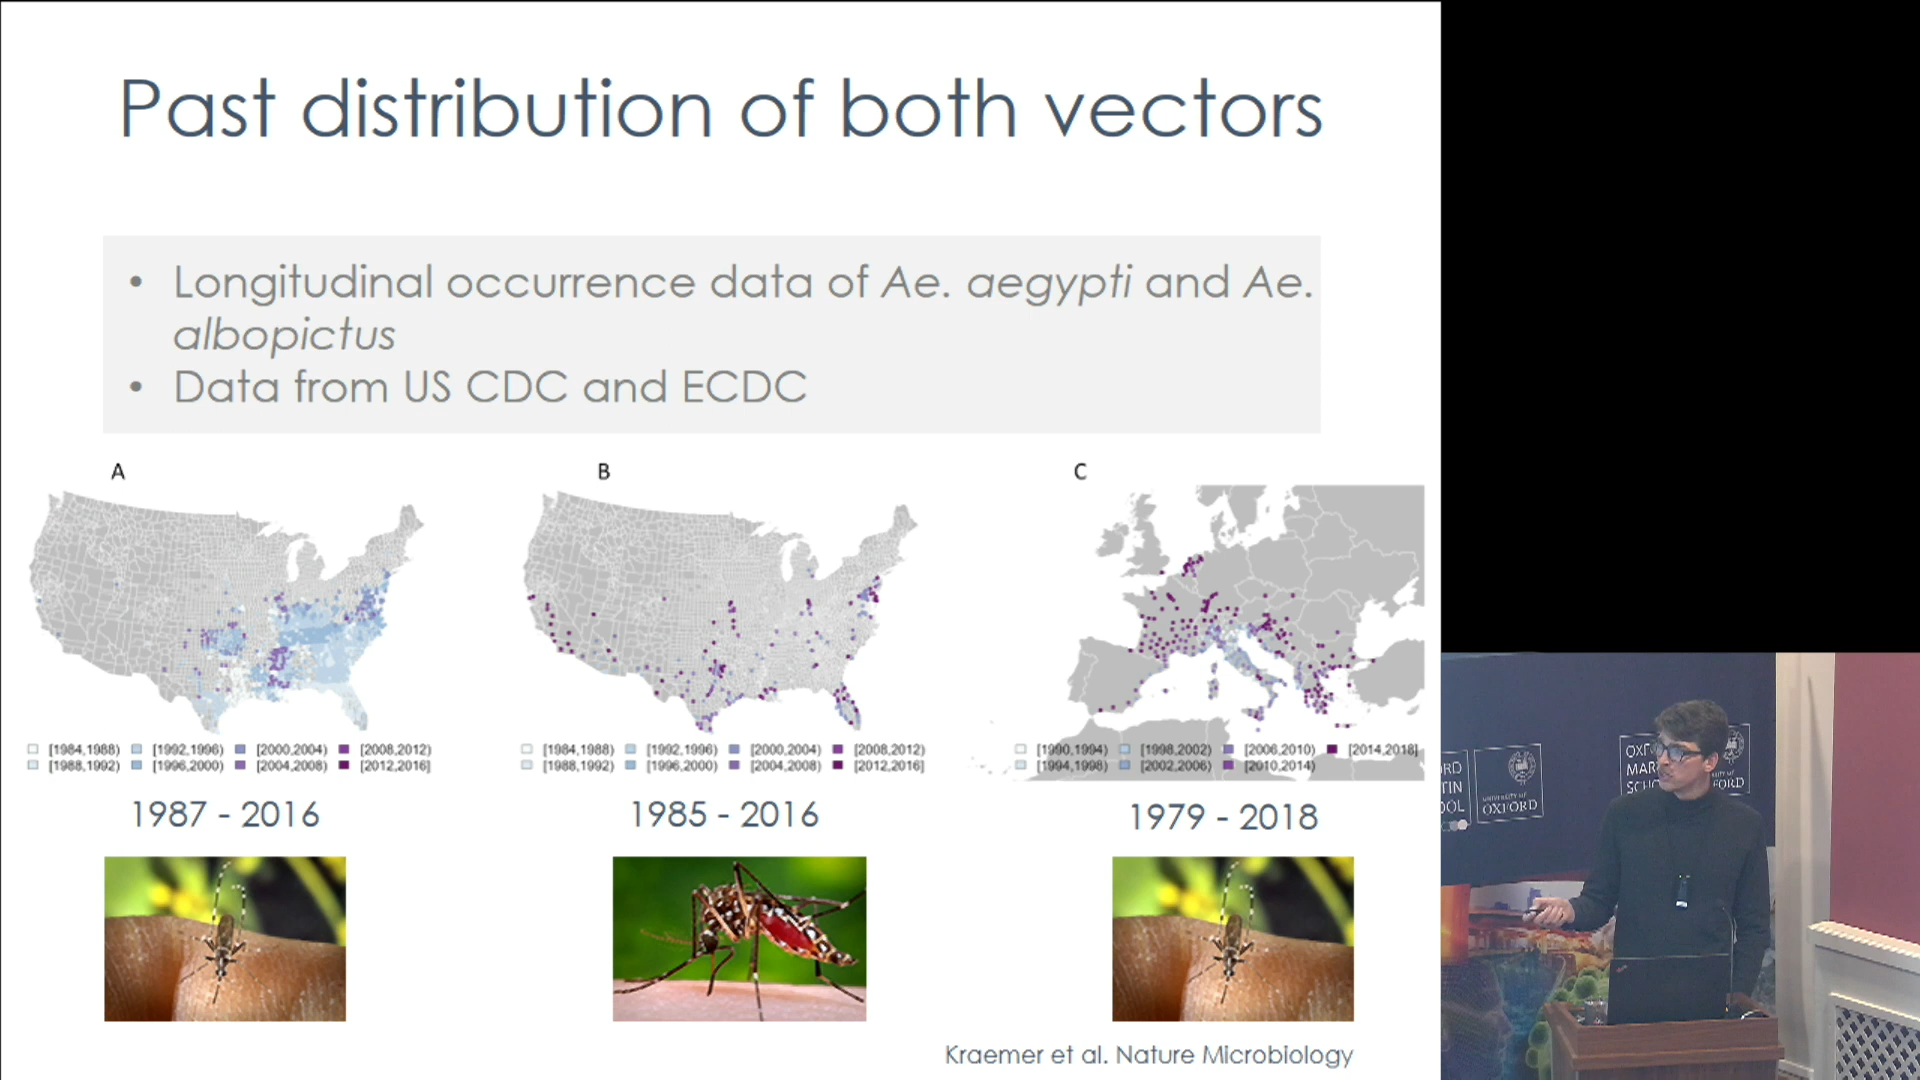 Past distribution of both vectors
• Longitudinal occurrence data of Ae. aegypti and Ae.
albopictus
• Data from US CDC and ECDC
A
B
C
[1984,1988) [1992,1996) [2000,2004) [2008,2012)
[1988,1992) [1996,2000) [2004,2008) [2012,2016]
[1984,1988) [1992,1996) [2000,2004) [2008,2012)
[1988,1992) [1996,2000) [2004,2008) [2012,2016]
[1990,1994) [1998,2002) [2006,2010) [2014,2018]
[1994,1998) [2002,2006) [2010,2014)
1987 - 2016
1985 - 2016
1979 - 2018
Kraemer et al. Nature Microbiology
UNIVERSITY OF
OXFORD